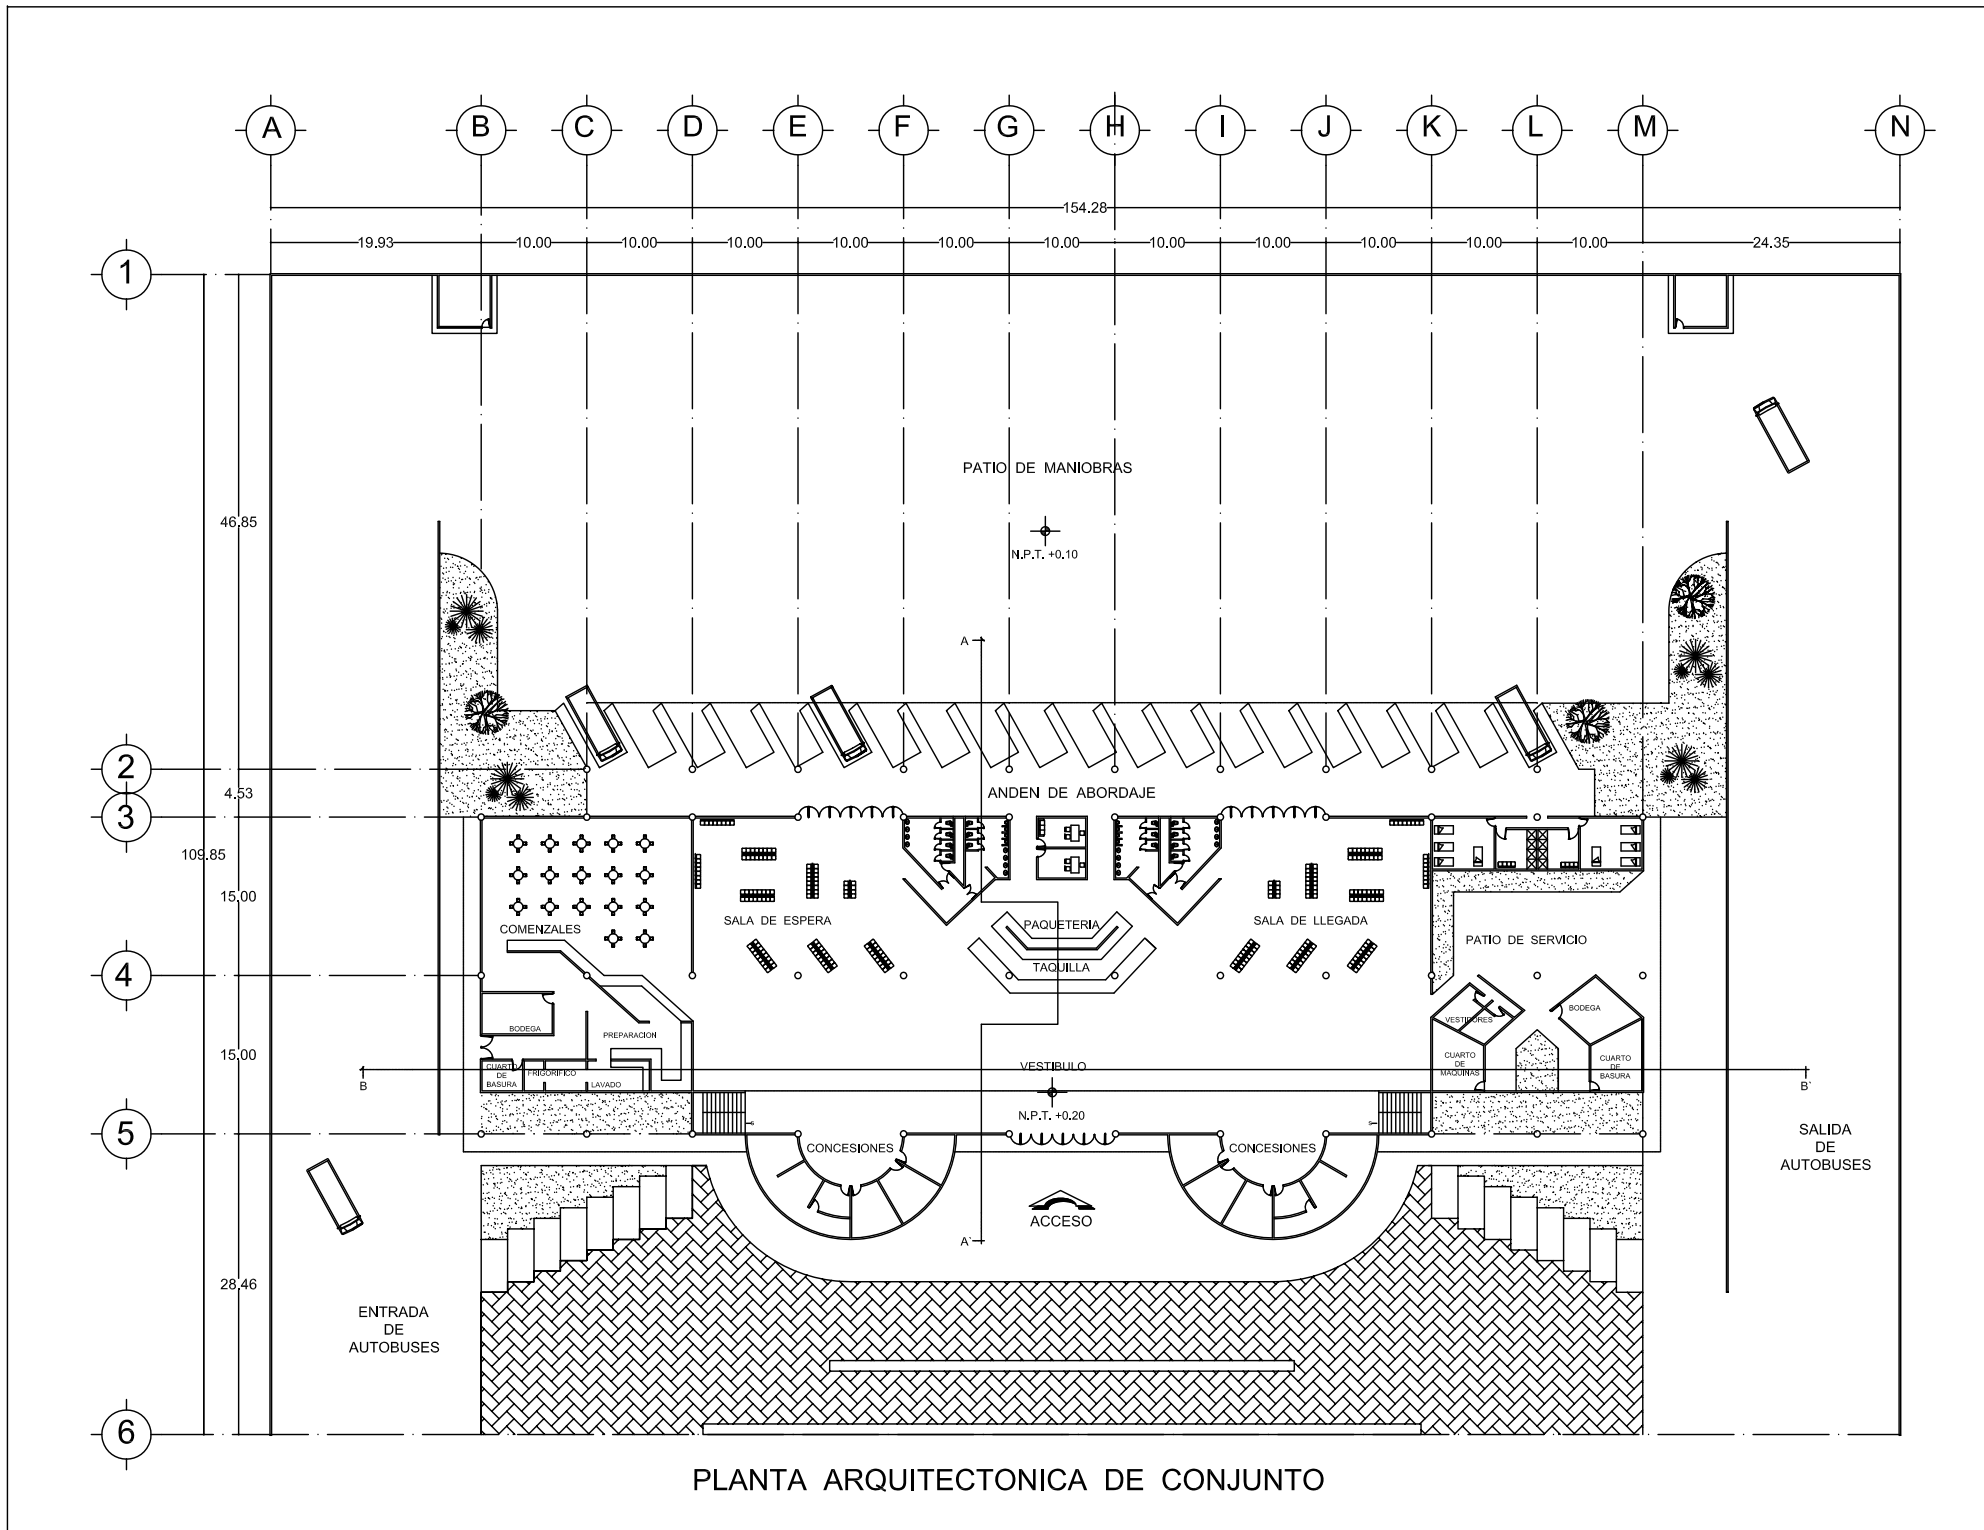 A B C D E F G H I J K L M N
154.28
19.93 10.00 10.00 10.00 10.00 10.00 10.00 10.00 10.00 10.00 10.00 10.00 24.35
1
PATIO DE MANIOBRAS
46.85
N.P.T. +0.10
A
2
4.53
ANDEN DE ABORDAJE
3
109.85
15.00
SALA DE ESPERA
PAQUETERIA
SALA DE LLEGADA
COMENZALES
PATIO DE SERVICIO
4
TAQUILLA
BODEGA
VESTIDORES
BODEGA
PREPARACION
15.00
VESTIBULO
CUARTO
DE
BASURA
FRIGORIFICO
LAVADO
CUARTO
DE
MAQUINAS
CUARTO
DE
BASURA
B
B'
N.P.T. +0.20
S
S
5
CONCESIONES
CONCESIONES
SALIDA
DE
AUTOBUSES
ACCESO
A'
28.46
ENTRADA
DE
AUTOBUSES
6
PLANTA ARQUITECTONICA DE CONJUNTO